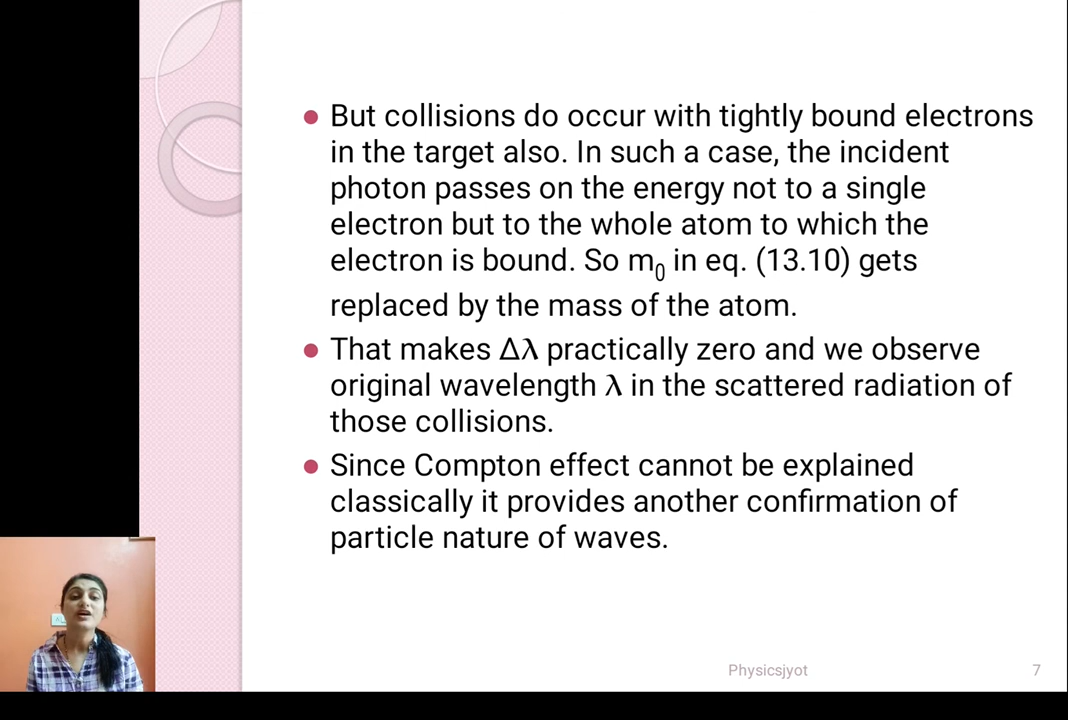 ● But collisions do occur with tightly bound electrons
in the target also. In such a case, the incident
photon passes on the energy not to a single
electron but to the whole atom to which the
electron is bound. So m₀ in eq. (13.10) gets
replaced by the mass of the atom.
● That makes Δλ practically zero and we observe
original wavelength λ in the scattered radiation of
those collisions.
● Since Compton effect cannot be explained
classically it provides another confirmation of
particle nature of waves.
Physicsjyot 7